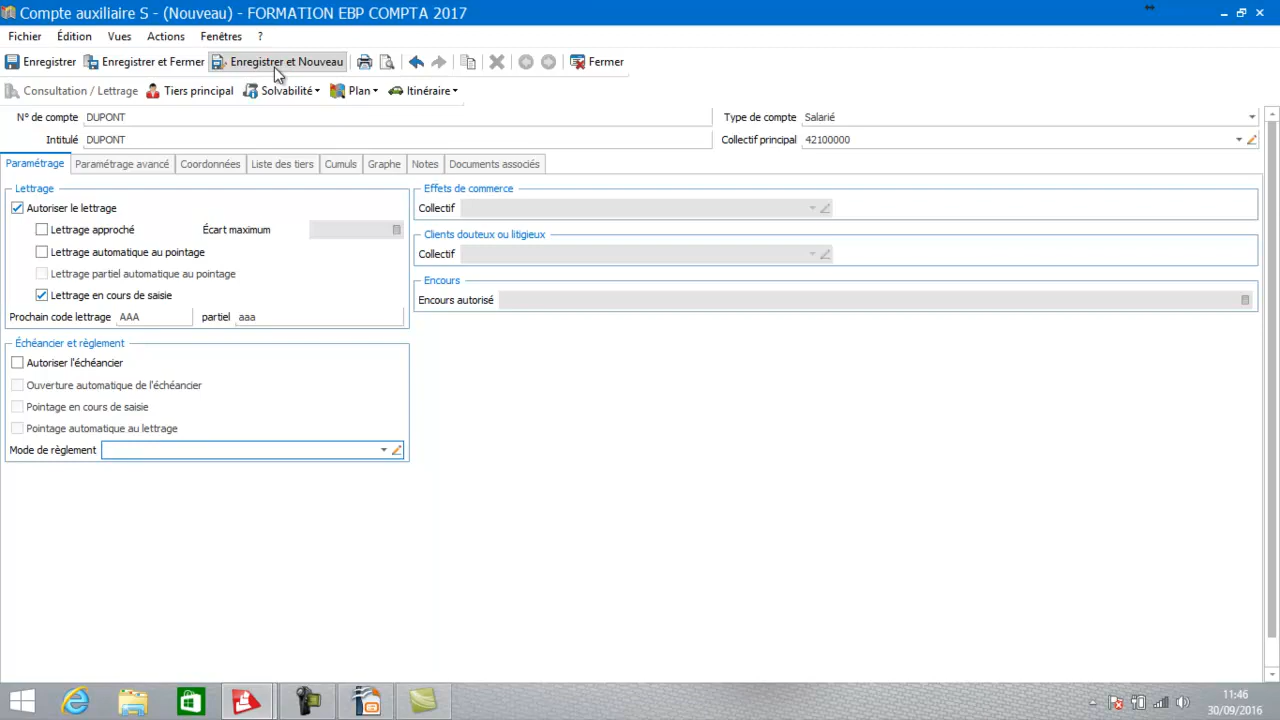 Compte auxiliaire S - (Nouveau) - FORMATION EBP COMPTA 2017
Fichier Édition Vues Actions Fenêtres ?
Enregistrer Enregistrer et Fermer Enregistrer et Nouveau Fermer
Consultation / Lettrage Tiers principal Solvabilité Plan Itinéraire
N° de compte DUPONT Type de compte Salarié
Intitulé DUPONT Collectif principal 42100000
Paramétrage Paramétrage avancé Coordonnées Liste des tiers Cumuls Graphe Notes Documents associés
Lettrage Effets de commerce
Autoriser le lettrage Collectif
Lettrage approché Écart maximum
Clients douteux ou litigieux
Lettrage automatique au pointage Collectif
Lettrage partiel automatique au pointage
Encours
Lettrage en cours de saisie Encours autorisé
Prochain code lettrage AAA partiel aaa
Échéancier et règlement
Autoriser l'échéancier
Ouverture automatique de l'échéancier
Pointage en cours de saisie
Pointage automatique au lettrage
Mode de règlement
11:46
30/09/2016